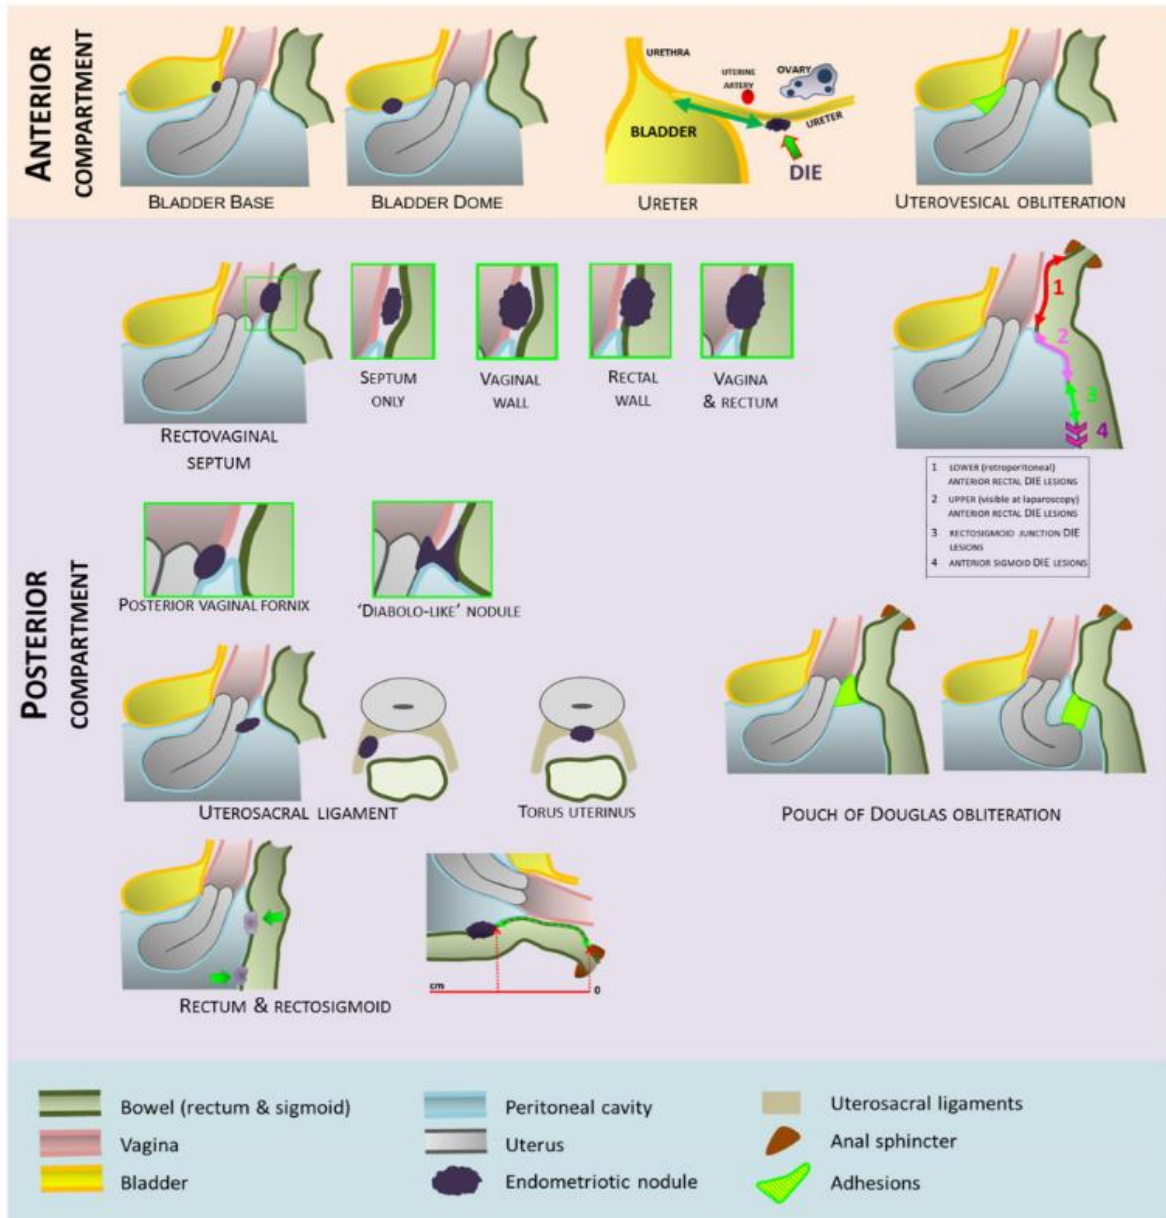 ANTERIOR
COMPARTMENT
BLADDER BASE
BLADDER DOME
URETHRA
UTERINE
ARTERY
OVARY
BLADDER
URETER
DIE
URETER
UTEROVESICAL OBLITERATION
POSTERIOR
COMPARTMENT
RECTOVAGINAL
SEPTUM
SEPTUM
ONLY
VAGINAL
WALL
RECTAL
WALL
VAGINA
& RECTUM
1
2
3
4
1 LOWER (retroperitoneal)
ANTERIOR RECTAL DIE LESIONS
2 UPPER (visible at laparoscopy)
ANTERIOR RECTAL DIE LESIONS
3 RECTOSIGMOID JUNCTION DIE
LESIONS
4 ANTERIOR SIGMOID DIE LESIONS
POSTERIOR VAGINAL FORNIX
'DIABOLO-LIKE' NODULE
UTEROSACRAL LIGAMENT
TORUS UTERINUS
POUCH OF DOUGLAS OBLITERATION
RECTUM & RECTOSIGMOID
cm
0
Bowel (rectum & sigmoid)
Vagina
Bladder
Peritoneal cavity
Uterus
Endometriotic nodule
Uterosacral ligaments
Anal sphincter
Adhesions